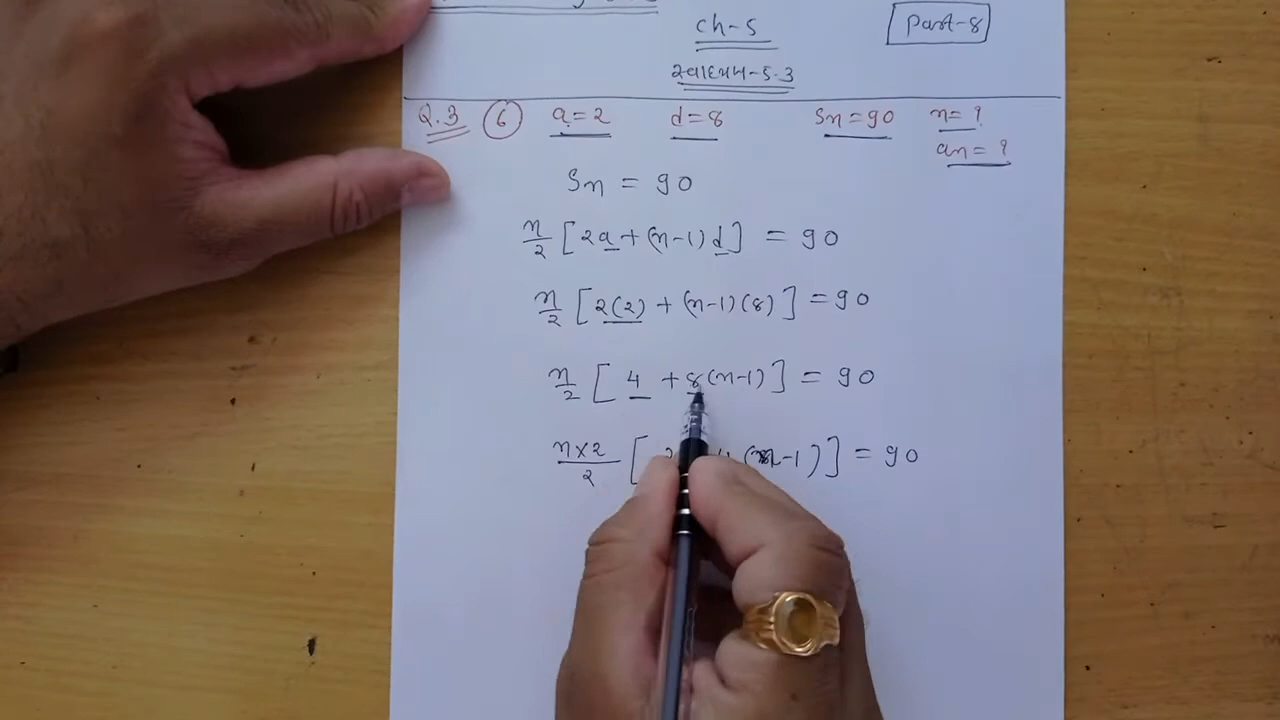 Ch-5
Part-8
સ્વાધ્યાય-5.3
Q.3 ⑥ a=2 d=8 Sn=90 n=?
an=?
Sn = 90
n/2 [2a+(n-1)d] = 90
n/2 [2(2) + (n-1)(8)] = 90
n/2 [4 + 8(n-1)] = 90
n×2/2 [ (n-1)] = 90